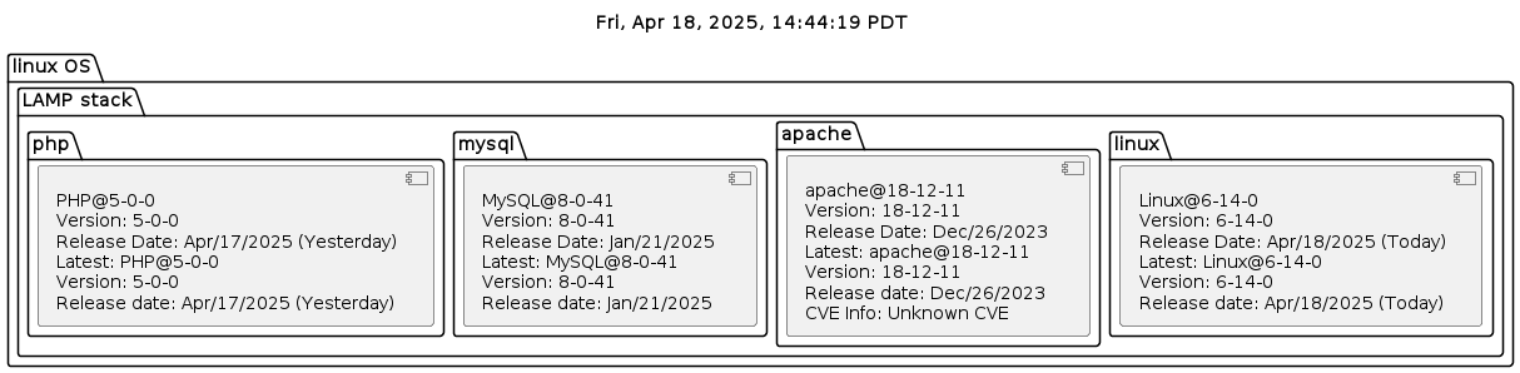 Fri, Apr 18, 2025, 14:44:19 PDT
linux OS
LAMP stack
php
PHP@5-0-0
Version: 5-0-0
Release Date: Apr/17/2025 (Yesterday)
Latest: PHP@5-0-0
Version: 5-0-0
Release date: Apr/17/2025 (Yesterday)
mysql
MySQL@8-0-41
Version: 8-0-41
Release Date: Jan/21/2025
Latest: MySQL@8-0-41
Version: 8-0-41
Release date: Jan/21/2025
apache
apache@18-12-11
Version: 18-12-11
Release Date: Dec/26/2023
Latest: apache@18-12-11
Version: 18-12-11
Release date: Dec/26/2023
CVE Info: Unknown CVE
linux
Linux@6-14-0
Version: 6-14-0
Release Date: Apr/18/2025 (Today)
Latest: Linux@6-14-0
Version: 6-14-0
Release date: Apr/18/2025 (Today)